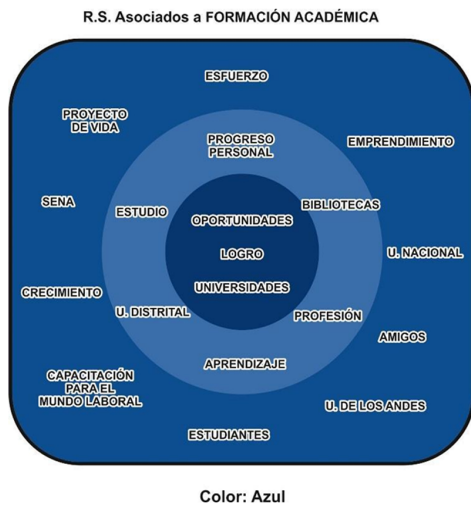 R.S. Asociados a FORMACIÓN ACADÉMICA
ESFUERZO
PROYECTO
DE VIDA
PROGRESO
PERSONAL
EMPRENDIMIENTO
SENA
ESTUDIO
BIBLIOTECAS
OPORTUNIDADES
LOGRO
U. NACIONAL
UNIVERSIDADES
CRECIMIENTO
U. DISTRITAL
PROFESIÓN
AMIGOS
APRENDIZAJE
CAPACITACIÓN
PARA EL
MUNDO LABORAL
U. DE LOS ANDES
ESTUDIANTES
Color: Azul